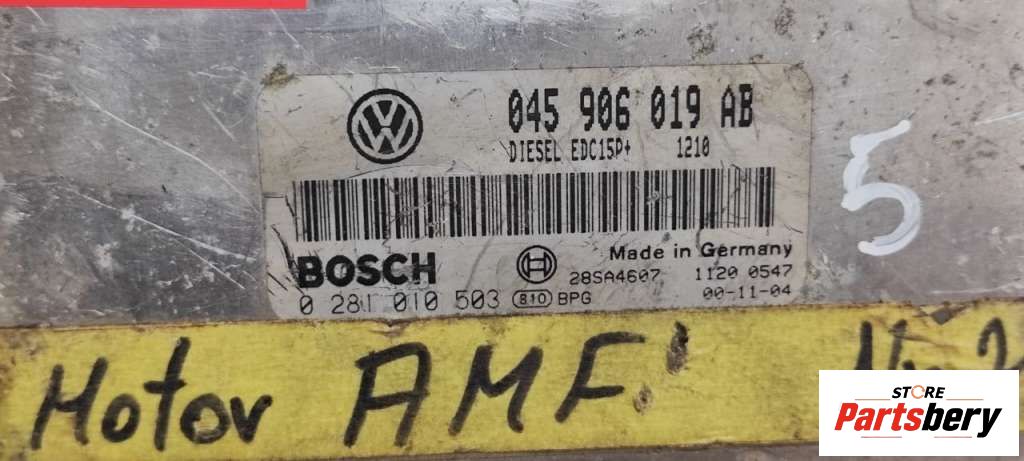 045 906 019 AB
DIESEL EDC15P+ 1210
5
BOSCH
Made in Germany
28SA4607 1120 0547
0 281 010 503 810 BPG 00-11-04
Motor AMF
STORE
Partsbery